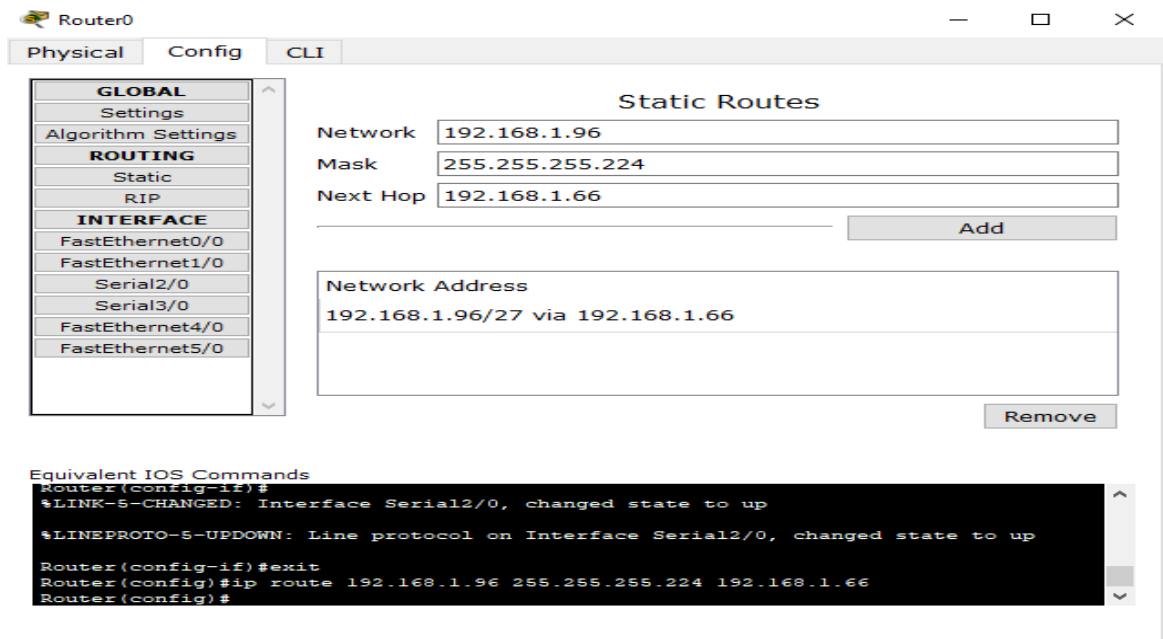 Router0
Physical Config CLI
GLOBAL
Settings
Algorithm Settings
ROUTING
Static
RIP
INTERFACE
FastEthernet0/0
FastEthernet1/0
Serial2/0
Serial3/0
FastEthernet4/0
FastEthernet5/0
Static Routes
Network 192.168.1.96
Mask 255.255.255.224
Next Hop 192.168.1.66
Add
Network Address
192.168.1.96/27 via 192.168.1.66
Remove
Equivalent IOS Commands
Router(config-if)#
%LINK-5-CHANGED: Interface Serial2/0, changed state to up
%LINEPROTO-5-UPDOWN: Line protocol on Interface Serial2/0, changed state to up
Router(config-if)#exit
Router(config)#ip route 192.168.1.96 255.255.255.224 192.168.1.66
Router(config)#